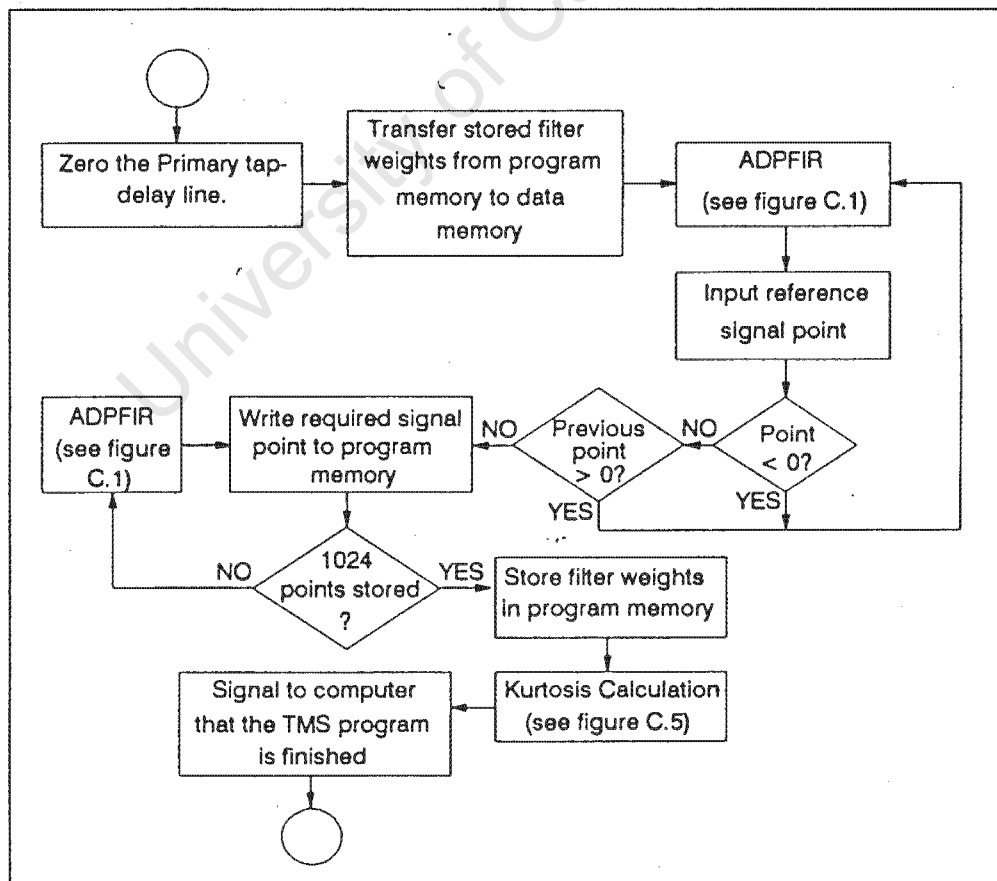 Zero the Primary tap-
delay line.
Transfer stored filter
weights from program
memory to data
memory
ADPFIR
(see figure C.1)
Input reference
signal point
Point
< 0?
NO
YES
Previous
point
> 0?
NO
YES
Write required signal
point to program
memory
ADPFIR
(see figure
C.1)
1024
points stored
?
NO
YES
Store filter weights
in program memory
Kurtosis Calculation
(see figure C.5)
Signal to computer
that the TMS program
is finished
University of C